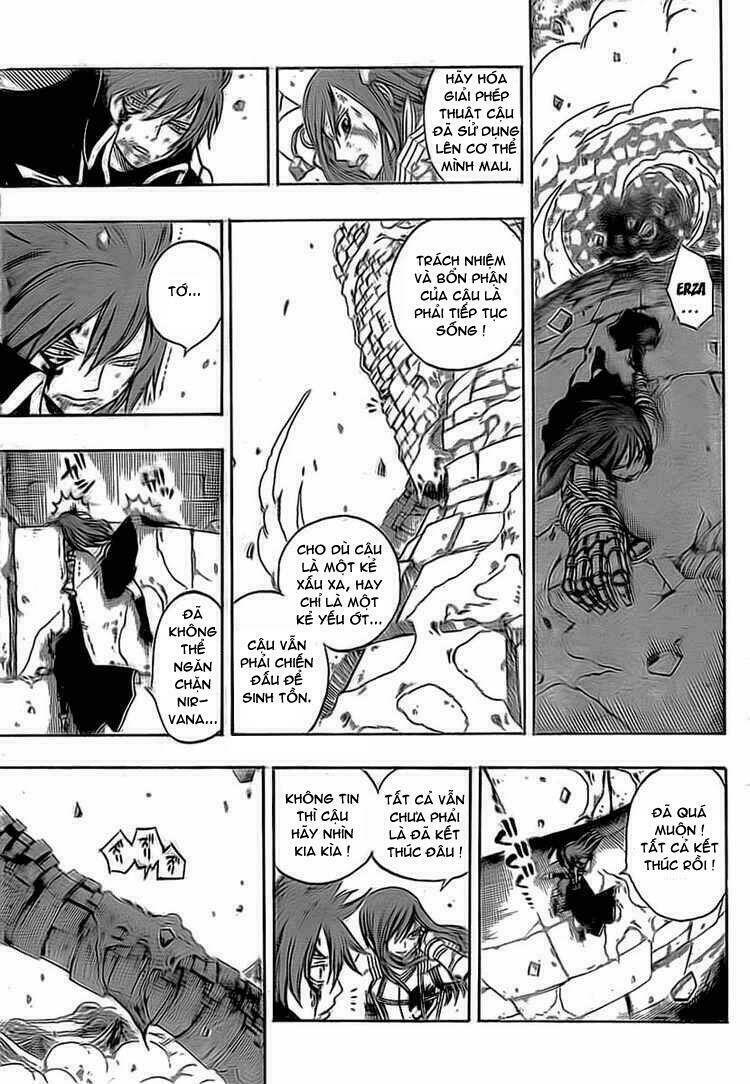 ERZA
...
HÃY HÓA
GIẢI PHÉP
THUẬT CẬU
ĐÃ SỬ DỤNG
LÊN CƠ THỂ
MÌNH MAU.
TRÁCH NHIỆM
VÀ BỔN PHẬN
CỦA CẬU LÀ
PHẢI TIẾP TỤC
SỐNG !
CHO DÙ CẬU
LÀ MỘT KẺ
XẤU XA, HAY
CHỈ LÀ MỘT
KẺ YẾU ỚT...
CẬU VẪN
PHẢI CHIẾN
ĐẤU ĐỂ
SINH TỒN.
TỚ...
ĐÃ
KHÔNG
THỂ
NGĂN
CHẶN
NIR-
VANA...
ĐÃ QUÁ
MUỘN !
TẤT CẢ KẾT
THÚC RỒI !
TẤT CẢ VẪN
CHƯA PHẢI
LÀ ĐÃ KẾT
THÚC ĐÂU !
KHÔNG TIN
THÌ CẬU
HÃY NHÌN
KIA KÌA !